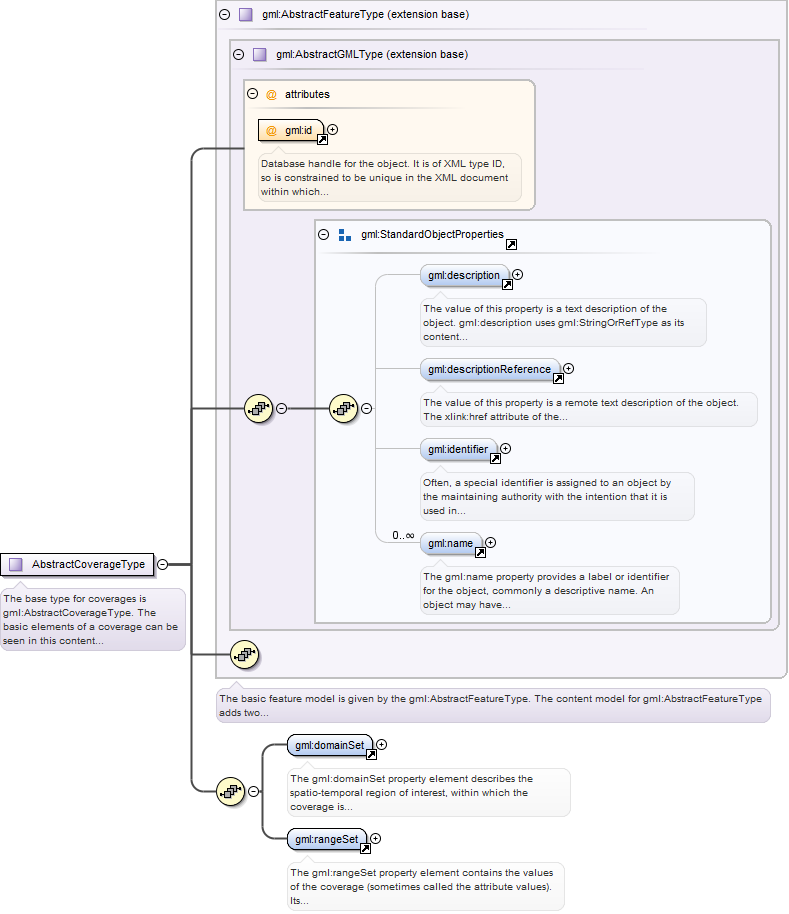 gml:AbstractFeatureType (extension base)
gml:AbstractGMLType (extension base)
@ attributes
@ gml:id
Database handle for the object. It is of XML type ID,
so is constrained to be unique in the XML document
within which...
gml:StandardObjectProperties
gml:description
The value of this property is a text description of the
object. gml:description uses gml:StringOrRefType as its
content...
gml:descriptionReference
The value of this property is a remote text description of the object.
The xlink:href attribute of the...
gml:identifier
Often, a special identifier is assigned to an object by
the maintaining authority with the intention that it is
used in...
0..∞
gml:name
The gml:name property provides a label or identifier
for the object, commonly a descriptive name. An
object may have...
AbstractCoverageType
The base type for coverages is
gml:AbstractCoverageType. The
basic elements of a coverage can be
seen in this content...
The basic feature model is given by the gml:AbstractFeatureType. The content model for gml:AbstractFeatureType
adds two...
gml:domainSet
The gml:domainSet property element describes the
spatio-temporal region of interest, within which the
coverage is...
gml:rangeSet
The gml:rangeSet property element contains the values
of the coverage (sometimes called the attribute values).
Its...